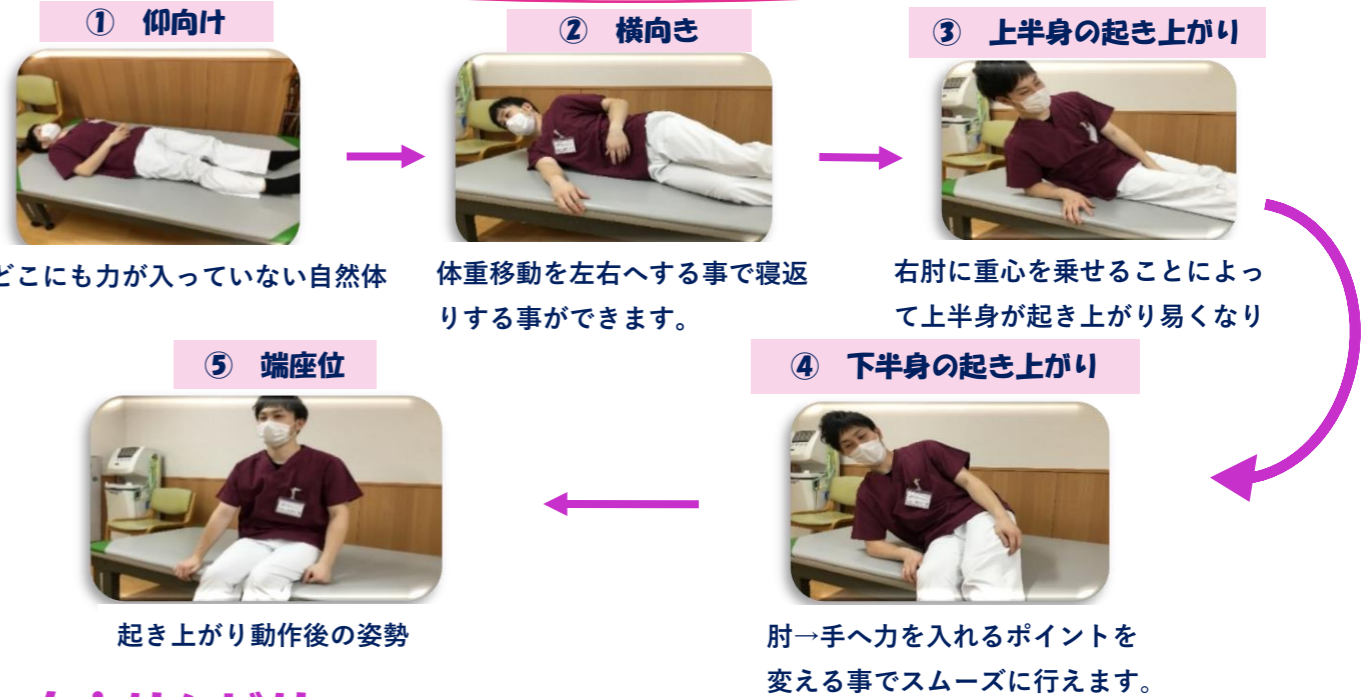 ① 仰向け
② 横向き
③ 上半身の起き上がり
どこにも力が入っていない自然体
体重移動を左右へする事で寝返
りする事ができます。
右肘に重心を乗せることによっ
て上半身が起き上がり易くなり
④ 下半身の起き上がり
肘→手へ力を入れるポイントを
変える事でスムーズに行えます。
⑤ 端座位
起き上がり動作後の姿勢